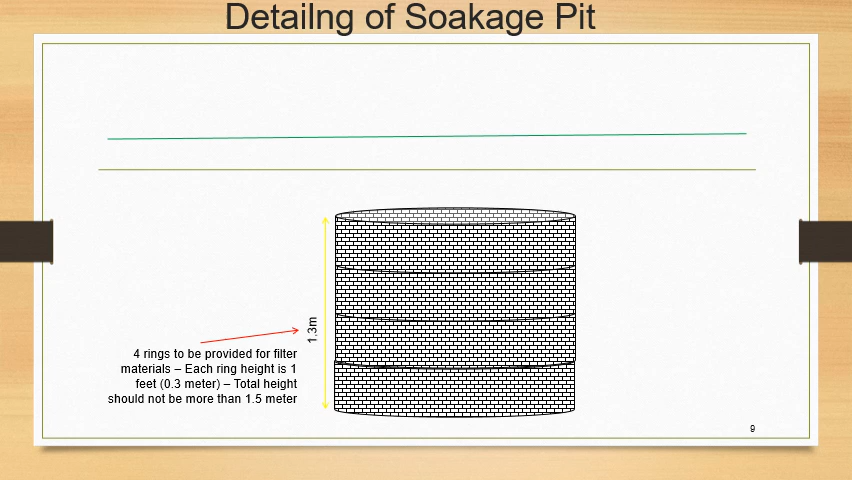 Detailng of Soakage Pit
1.3m
4 rings to be provided for filter
materials – Each ring height is 1
feet (0.3 meter) – Total height
should not be more than 1.5 meter
9